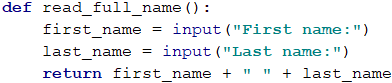 def read_full_name():
    first_name = input("First name:")
    last_name = input("Last name:")
    return first_name + " " + last_name